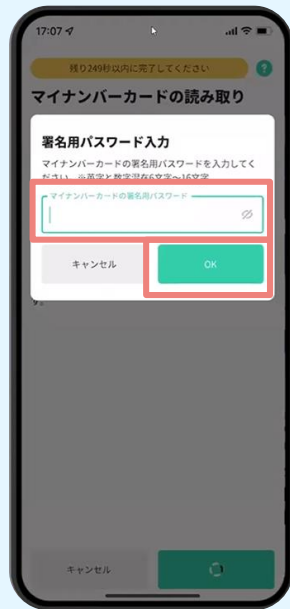 17:07
残り249秒以内に完了してください
?
マイナンバーカードの読み取り
署名用パスワード入力
マイナンバーカードの署名用パスワードを入力してく
ださい。※英字と数字混在6文字～16文字
マイナンバーカードの署名用パスワード
キャンセル
OK
す。
キャンセル